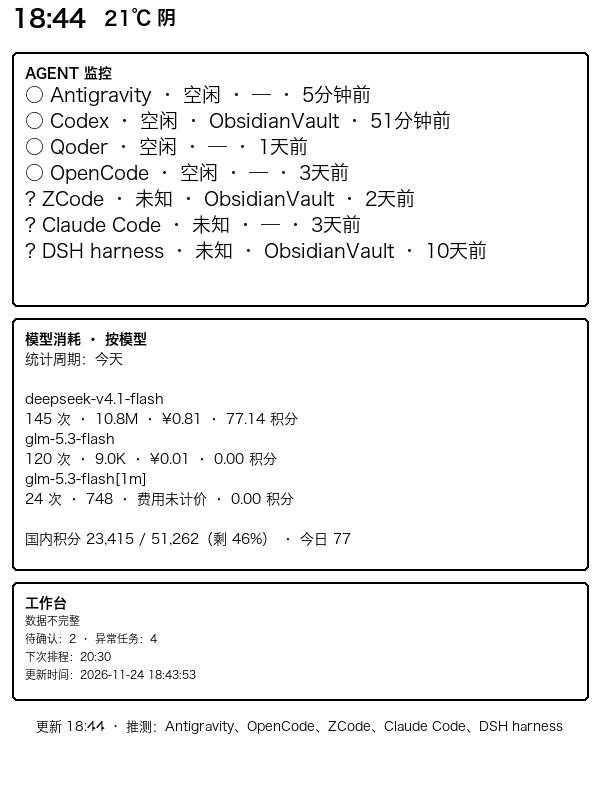 18:44 21℃ 阴
AGENT 监控
○ Antigravity · 空闲 · — · 5分钟前
○ Codex · 空闲 · ObsidianVault · 51分钟前
○ Qoder · 空闲 · — · 1天前
○ OpenCode · 空闲 · — · 3天前
? ZCode · 未知 · ObsidianVault · 2天前
? Claude Code · 未知 · — · 3天前
? DSH harness · 未知 · ObsidianVault · 10天前
模型消耗 · 按模型
统计周期：今天
deepseek-v4.1-flash
145 次 · 10.8M · ¥0.81 · 77.14 积分
glm-5.3-flash
120 次 · 9.0K · ¥0.01 · 0.00 积分
glm-5.3-flash[1m]
24 次 · 748 · 费用未计价 · 0.00 积分
国内积分 23,415 / 51,262（剩 46%） · 今日 77
工作台
数据不完整
待确认：2 · 异常任务：4
下次排程：20:30
更新时间：2026-11-24 18:43:53
更新 18:44 · 推测：Antigravity、OpenCode、ZCode、Claude Code、DSH harness